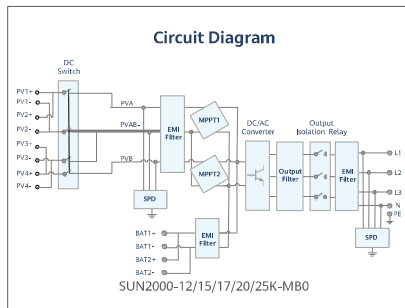 Circuit Diagram
DC
Switch
PV1+
PV1-
PV2+
PV2-
PV3+
PV3-
PV4+
PV4-
PVA
PVAB-
PVB
SPD
EMI
Filter
MPPT1
MPPT2
DC/AC
Converter
Output
Filter
Output
Isolation Relay
EMI
Filter
L1
L2
L3
N
PE
SPD
BAT1+
BAT1-
BAT2+
BAT2-
EMI
Filter
SUN2000-12/15/17/20/25K-MB0